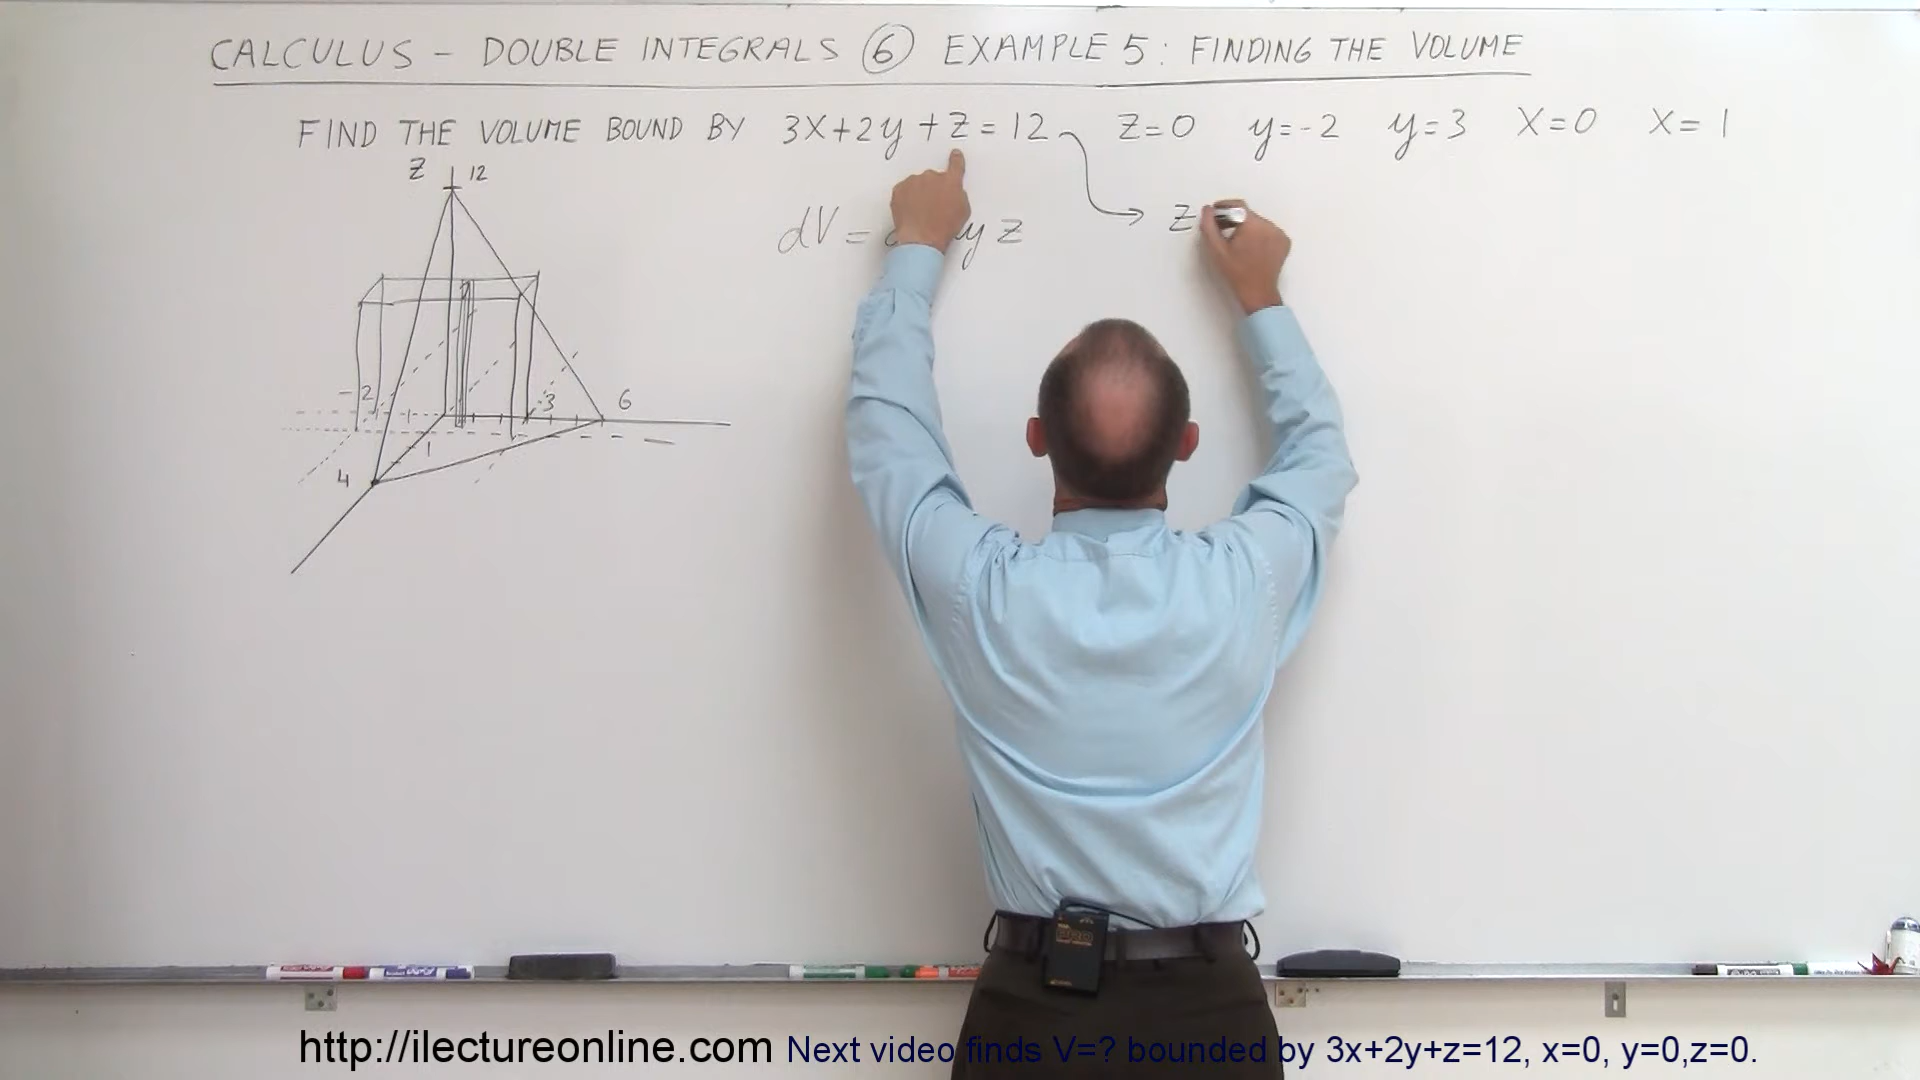 CALCULUS - DOUBLE INTEGRALS ⑥ EXAMPLE 5: FINDING THE VOLUME
FIND THE VOLUME BOUND BY 3X+2y+Z=12 Z=0 y=-2 y=3 X=0 X=1
Z 12
dV = y Z
Z
-2 3 6
1
4
http://ilectureonline.com Next video finds V=? bounded by 3x+2y+z=12, x=0, y=0,z=0.